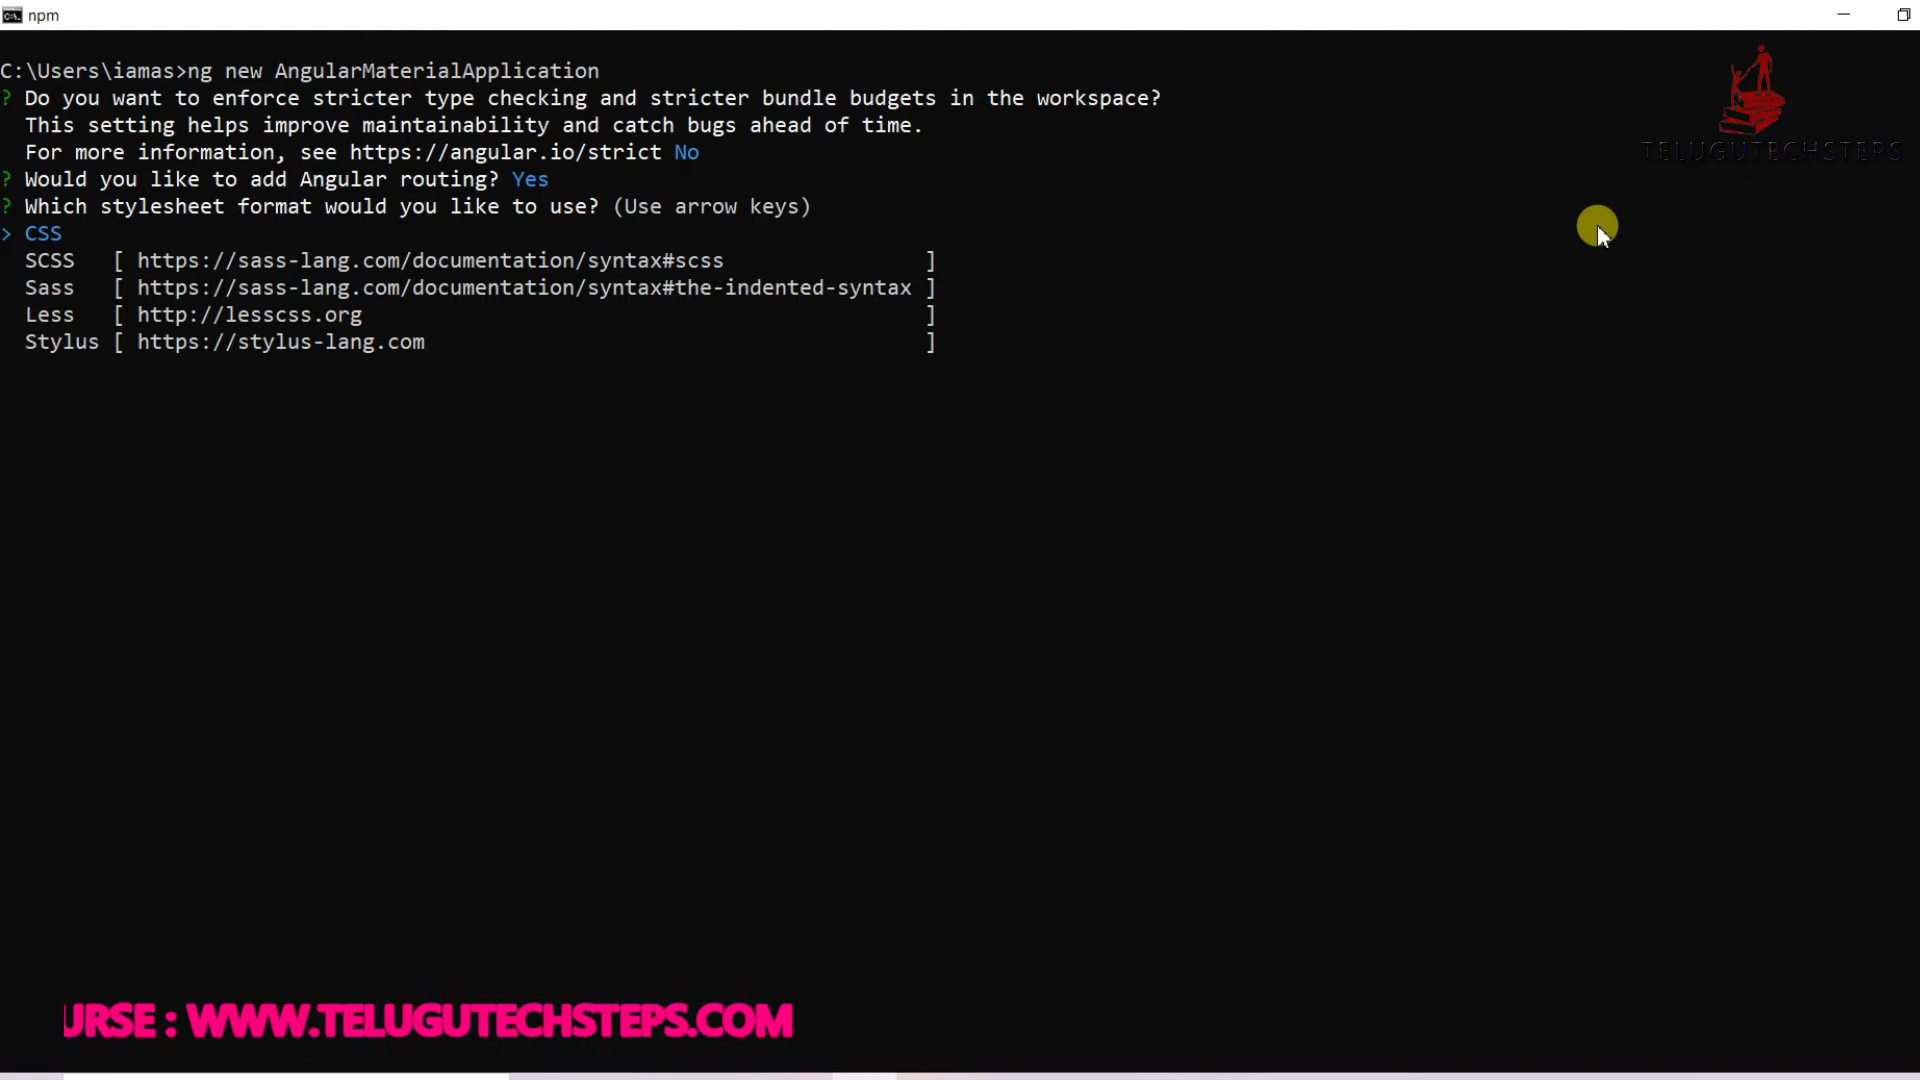 npm
C:\Users\iamas>ng new AngularMaterialApplication
? Do you want to enforce stricter type checking and stricter bundle budgets in the workspace?
This setting helps improve maintainability and catch bugs ahead of time.
For more information, see https://angular.io/strict No
? Would you like to add Angular routing? Yes
? Which stylesheet format would you like to use? (Use arrow keys)
> CSS
SCSS [ https://sass-lang.com/documentation/syntax#scss ]
Sass [ https://sass-lang.com/documentation/syntax#the-indented-syntax ]
Less [ http://lesscss.org ]
Stylus [ https://stylus-lang.com ]
TELUGUTECHSTEPS
URSE : WWW.TELUGUTECHSTEPS.COM